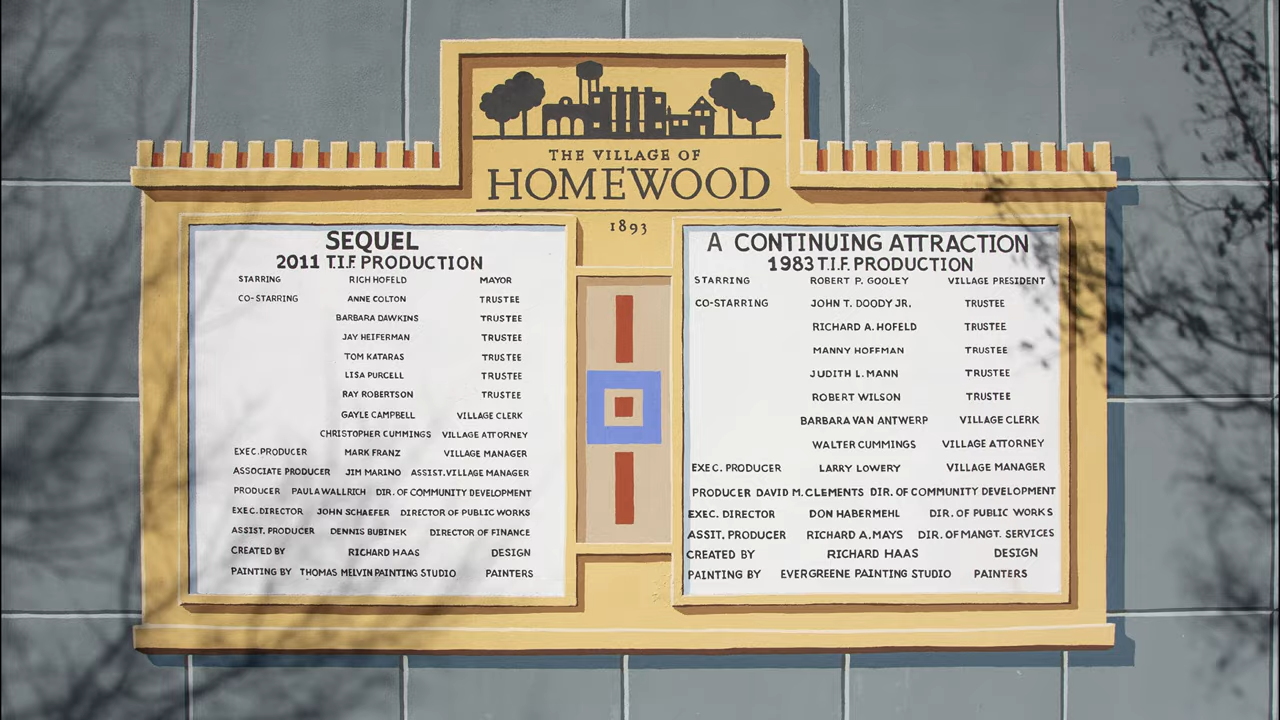 THE VILLAGE OF
HOMEWOOD
1893
SEQUEL
2011 T.I.F. PRODUCTION
STARRING RICH HOFELD MAYOR
CO-STARRING ANNE COLTON TRUSTEE
BARBARA DAWKINS TRUSTEE
JAY HEIFERMAN TRUSTEE
TOM KATARAS TRUSTEE
LISA PURCELL TRUSTEE
RAY ROBERTSON TRUSTEE
GAYLE CAMPBELL VILLAGE CLERK
CHRISTOPHER CUMMINGS VILLAGE ATTORNEY
EXEC. PRODUCER MARK FRANZ VILLAGE MANAGER
ASSOCIATE PRODUCER JIM MARINO ASSIST. VILLAGE MANAGER
PRODUCER PAULA WALLRICH DIR. OF COMMUNITY DEVELOPMENT
EXEC. DIRECTOR JOHN SCHAEFER DIRECTOR OF PUBLIC WORKS
ASSIST. PRODUCER DENNIS BUBINEK DIRECTOR OF FINANCE
CREATED BY RICHARD HAAS DESIGN
PAINTING BY THOMAS MELVIN PAINTING STUDIO PAINTERS
A CONTINUING ATTRACTION
1983 T.I.F. PRODUCTION
STARRING ROBERT P. GOOLEY VILLAGE PRESIDENT
CO-STARRING JOHN T. DOODY JR. TRUSTEE
RICHARD A. HOFELD TRUSTEE
MANNY HOFFMAN TRUSTEE
JUDITH L. MANN TRUSTEE
ROBERT WILSON TRUSTEE
BARBARA VAN ANTWERP VILLAGE CLERK
WALTER CUMMINGS VILLAGE ATTORNEY
EXEC. PRODUCER LARRY LOWERY VILLAGE MANAGER
PRODUCER DAVID M. CLEMENTS DIR. OF COMMUNITY DEVELOPMENT
EXEC. DIRECTOR DON HABERMEHL DIR. OF PUBLIC WORKS
ASSIT. PRODUCER RICHARD A. MAYS DIR. OF MANGT. SERVICES
CREATED BY RICHARD HAAS DESIGN
PAINTING BY EVERGREENE PAINTING STUDIO PAINTERS